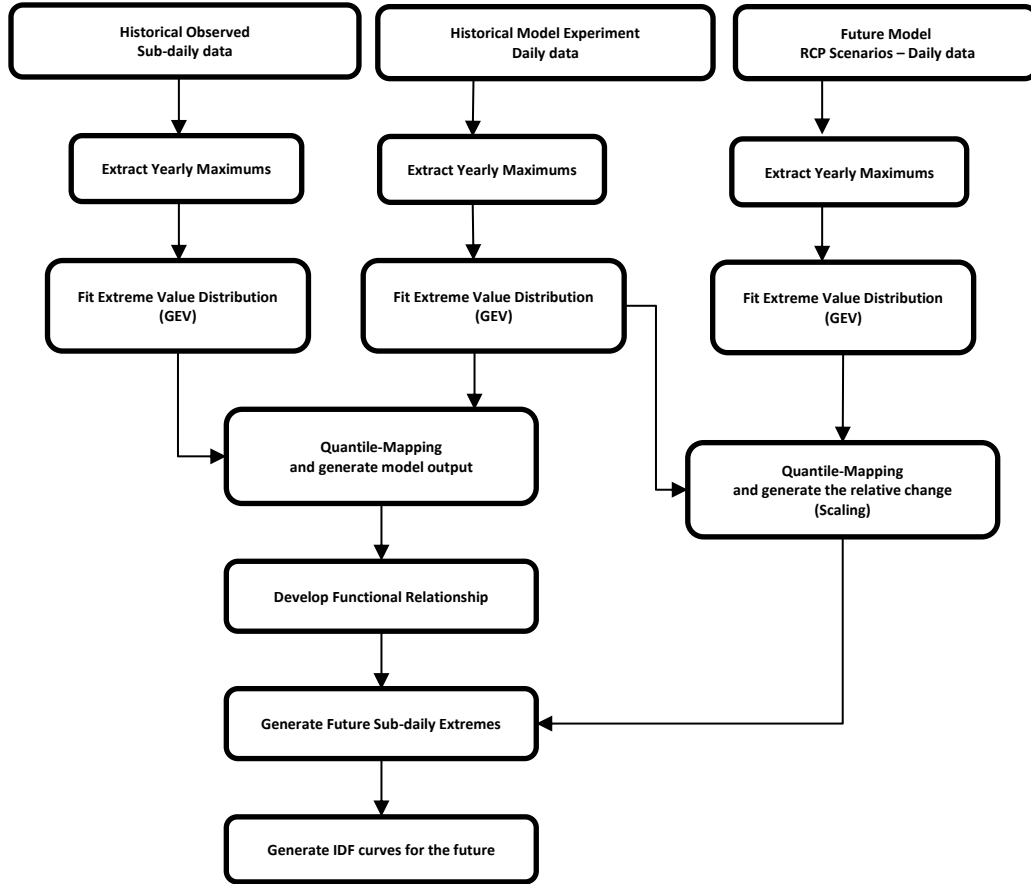 Historical Observed
Sub-daily data
Historical Model Experiment
Daily data
Future Model
RCP Scenarios – Daily data
Extract Yearly Maximums
Extract Yearly Maximums
Extract Yearly Maximums
Fit Extreme Value Distribution
(GEV)
Fit Extreme Value Distribution
(GEV)
Fit Extreme Value Distribution
(GEV)
Quantile-Mapping
and generate model output
Quantile-Mapping
and generate the relative change
(Scaling)
Develop Functional Relationship
Generate Future Sub-daily Extremes
Generate IDF curves for the future